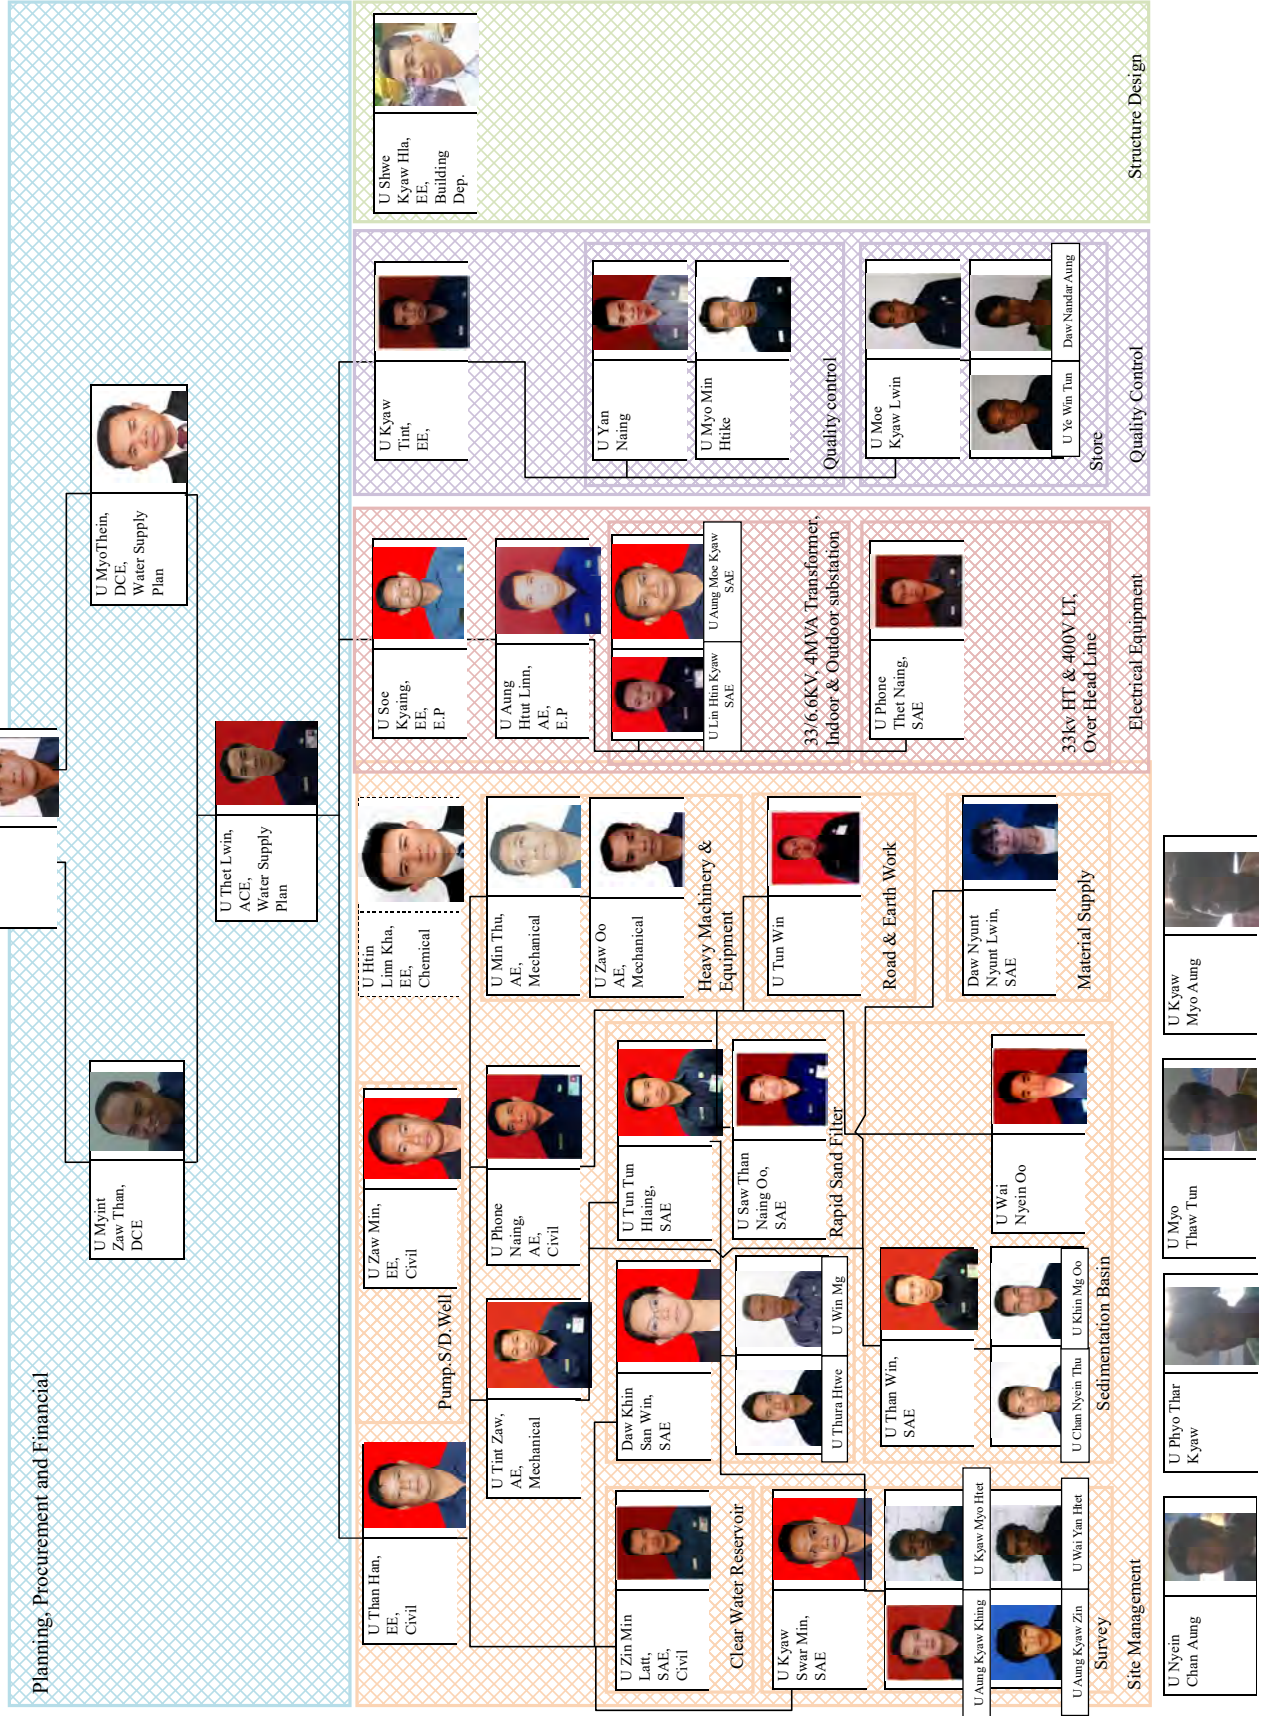 Planning, Procurement and Financial
U Myint
Zaw Than,
DCE
U MyoThein,
DCE,
Water Supply
Plan
U Thet Lwin,
ACE,
Water Supply
Plan
U Than Han,
EE,
Civil
U Zaw Min,
EE,
Civil
Pump.S/D.Well
U Htin
Linn Kha,
EE,
Chemical
U Soe
Kyaing,
EE,
E.P
U Kyaw
Tint,
EE,
U Shwe
Kyaw Hla,
EE,
Building
Dep.
U Tint Zaw,
AE,
Mechanical
U Phone
Naing,
AE,
Civil
U Min Thu,
AE,
Mechanical
U Zaw Oo
AE,
Mechanical
Heavy Machinery &
Equipment
U Aung
Htut Linn,
AE,
E.P
U Zin Min
Latt,
SAE,
Civil
Clear Water Reservoir
Daw Khin
San Win,
SAE
U Tun Tun
Hlaing,
SAE
U Thura Htwe
U Win Mg
U Saw Than
Naing Oo,
SAE
Rapid Sand Filter
U Tun Win
Road & Earth Work
U Lin Htin Kyaw
SAE
U Aung Moe Kyaw
SAE
33/6.6KV, 4MVA Transformer,
Indoor & Outdoor substation
U Yan
Naing
U Myo Min
Htike
Quality control
U Kyaw
Swar Min,
SAE
U Aung Kyaw Khing
U Kyaw Myo Htet
U Aung Kyaw Zin
U Wai Yan Htet
Survey
U Than Win,
SAE
U Chan Nyein Thu
U Khin Mg Oo
U Wai
Nyein Oo
Sedimentation Basin
Daw Nyunt
Nyunt Lwin,
SAE
Material Supply
U Phone
Thet Naing,
SAE
33kv HT & 400V LT,
Over Head Line
U Moe
Kyaw Lwin
U Ye Win Tun
Daw Nandar Aung
Store
Site Management
Electrical Equipment
Quality Control
Structure Design
U Nyein
Chan Aung
U Phyo Thar
Kyaw
U Myo
Thaw Tun
U Kyaw
Myo Aung